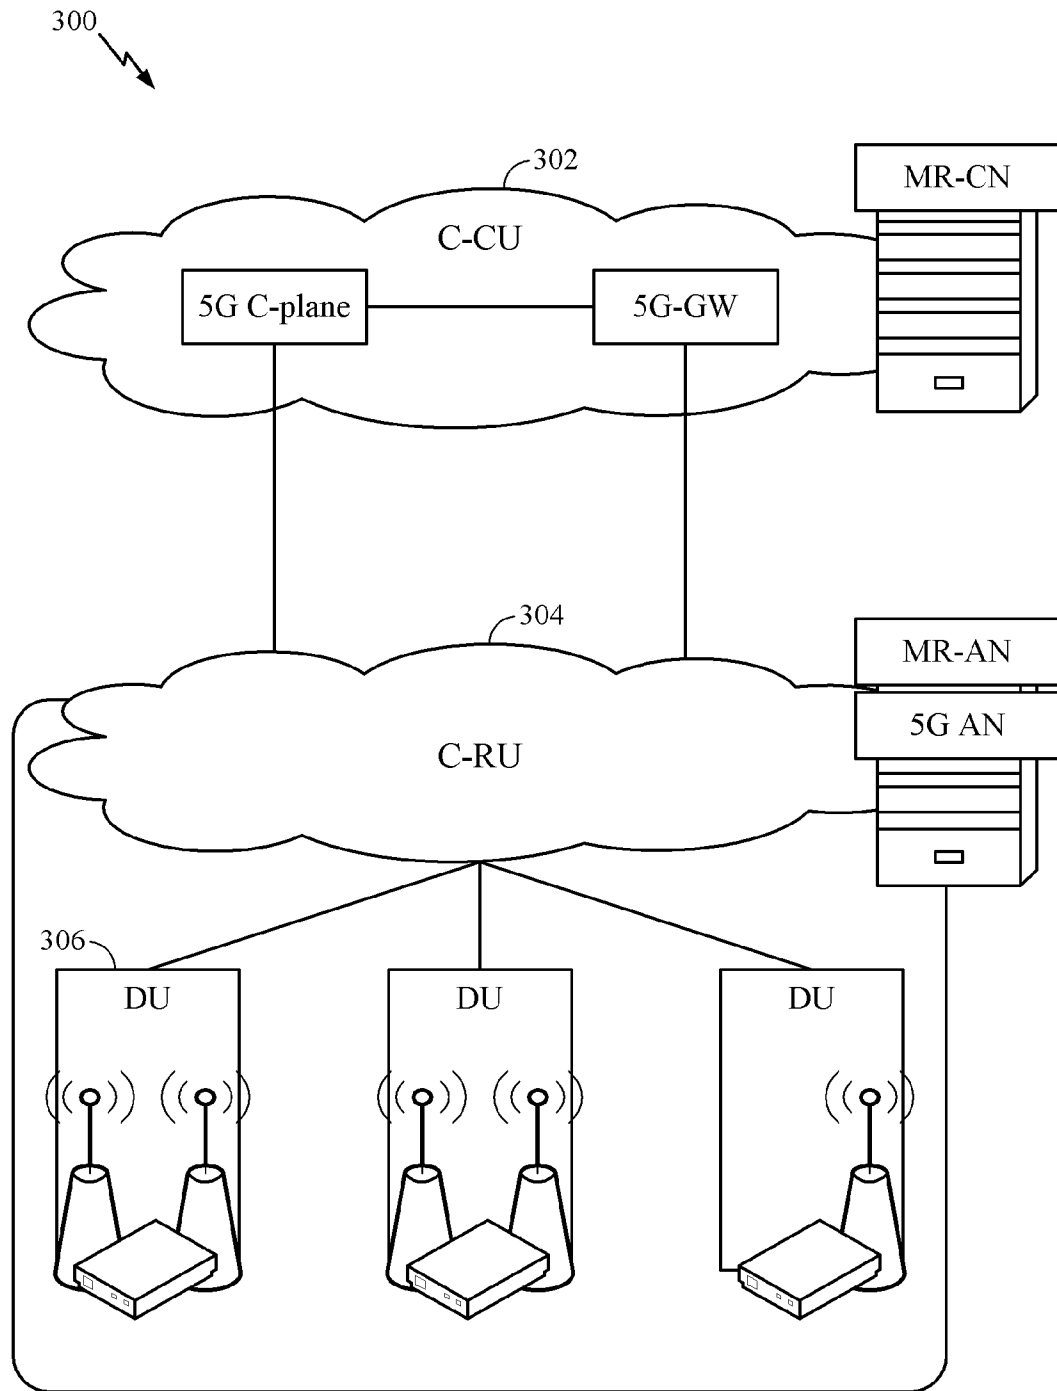 300
302
MR-CN
C-CU
5G C-plane
5G-GW
304
MR-AN
5G AN
C-RU
306
DU
DU
DU